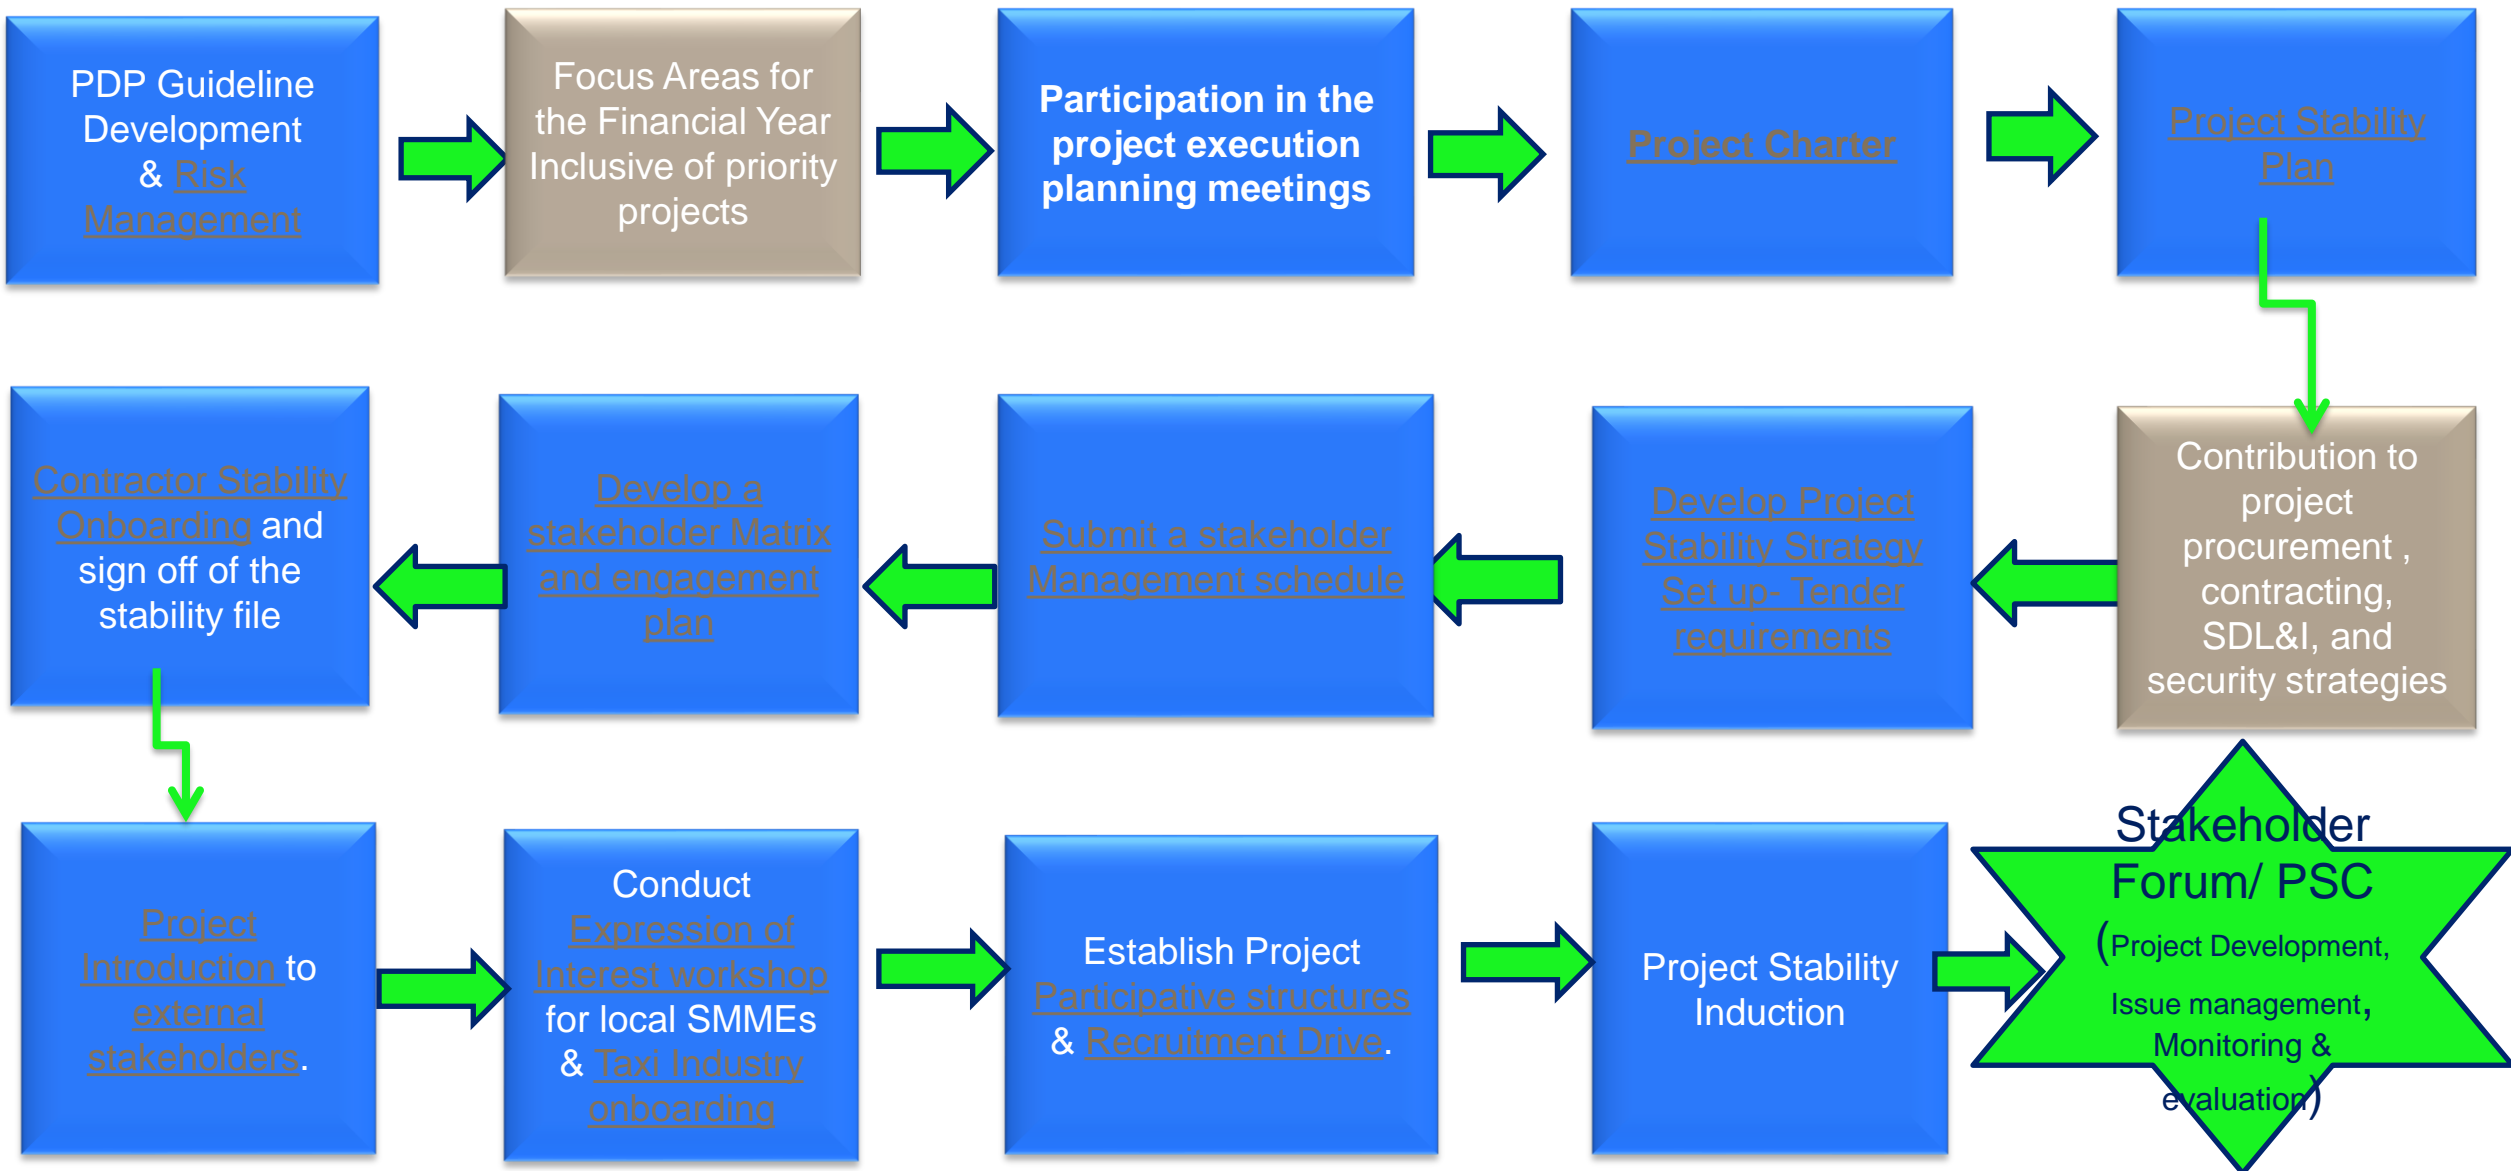 PDP Guideline
Development
& Risk
Management
Focus Areas for
the Financial Year
Inclusive of priority
projects
Participation in the
project execution
planning meetings
Project Charter
Project Stability
Plan
Contribution to
project
procurement ,
contracting,
SDL&I, and
security strategies
Develop Project
Stability Strategy
Set up- Tender
requirements
Submit a stakeholder
Management schedule
Develop a
stakeholder Matrix
and engagement
plan
Contractor Stability
Onboarding and
sign off of the
stability file
Project
Introduction to
external
stakeholders.
Conduct
Expression of
Interest workshop
for local SMMEs
& Taxi Industry
onboarding
Establish Project
Participative structures
& Recruitment Drive.
Project Stability
Induction
Stakeholder
Forum/ PSC
(Project Development,
Issue management,
Monitoring &
evaluation)